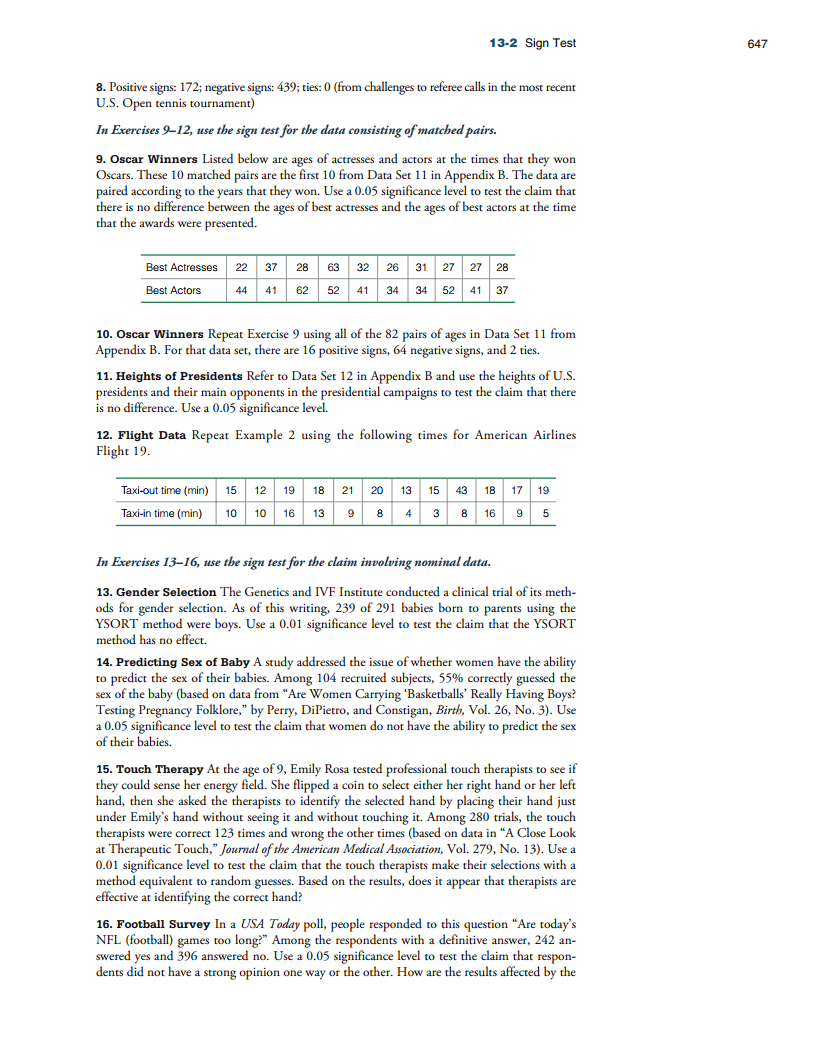 13-2 Sign Test 647
8. Positive signs: 172; negative signs: 439; ties: 0 (from challenges to referee calls in the most recent
U.S. Open tennis tournament)
In Exercises 9–12, use the sign test for the data consisting of matched pairs.
9. Oscar Winners Listed below are ages of actresses and actors at the times that they won
Oscars. These 10 matched pairs are the first 10 from Data Set 11 in Appendix B. The data are
paired according to the years that they won. Use a 0.05 significance level to test the claim that
there is no difference between the ages of best actresses and the ages of best actors at the time
that the awards were presented.
Best Actresses 22 37 28 63 32 26 31 27 27 28
Best Actors 44 41 62 52 41 34 34 52 41 37
10. Oscar Winners Repeat Exercise 9 using all of the 82 pairs of ages in Data Set 11 from
Appendix B. For that data set, there are 16 positive signs, 64 negative signs, and 2 ties.
11. Heights of Presidents Refer to Data Set 12 in Appendix B and use the heights of U.S.
presidents and their main opponents in the presidential campaigns to test the claim that there
is no difference. Use a 0.05 significance level.
12. Flight Data Repeat Example 2 using the following times for American Airlines
Flight 19.
Taxi-out time (min) 15 12 19 18 21 20 13 15 43 18 17 19
Taxi-in time (min) 10 10 16 13 9 8 4 3 8 16 9 5
In Exercises 13–16, use the sign test for the claim involving nominal data.
13. Gender Selection The Genetics and IVF Institute conducted a clinical trial of its meth-
ods for gender selection. As of this writing, 239 of 291 babies born to parents using the
YSORT method were boys. Use a 0.01 significance level to test the claim that the YSORT
method has no effect.
14. Predicting Sex of Baby A study addressed the issue of whether women have the ability
to predict the sex of their babies. Among 104 recruited subjects, 55% correctly guessed the
sex of the baby (based on data from “Are Women Carrying ‘Basketballs’ Really Having Boys?
Testing Pregnancy Folklore,” by Perry, DiPietro, and Constigan, Birth, Vol. 26, No. 3). Use
a 0.05 significance level to test the claim that women do not have the ability to predict the sex
of their babies.
15. Touch Therapy At the age of 9, Emily Rosa tested professional touch therapists to see if
they could sense her energy field. She flipped a coin to select either her right hand or her left
hand, then she asked the therapists to identify the selected hand by placing their hand just
under Emily’s hand without seeing it and without touching it. Among 280 trials, the touch
therapists were correct 123 times and wrong the other times (based on data in “A Close Look
at Therapeutic Touch,” Journal of the American Medical Association, Vol. 279, No. 13). Use a
0.01 significance level to test the claim that the touch therapists make their selections with a
method equivalent to random guesses. Based on the results, does it appear that therapists are
effective at identifying the correct hand?
16. Football Survey In a USA Today poll, people responded to this question “Are today’s
NFL (football) games too long?” Among the respondents with a definitive answer, 242 an-
swered yes and 396 answered no. Use a 0.05 significance level to test the claim that respon-
dents did not have a strong opinion one way or the other. How are the results affected by the